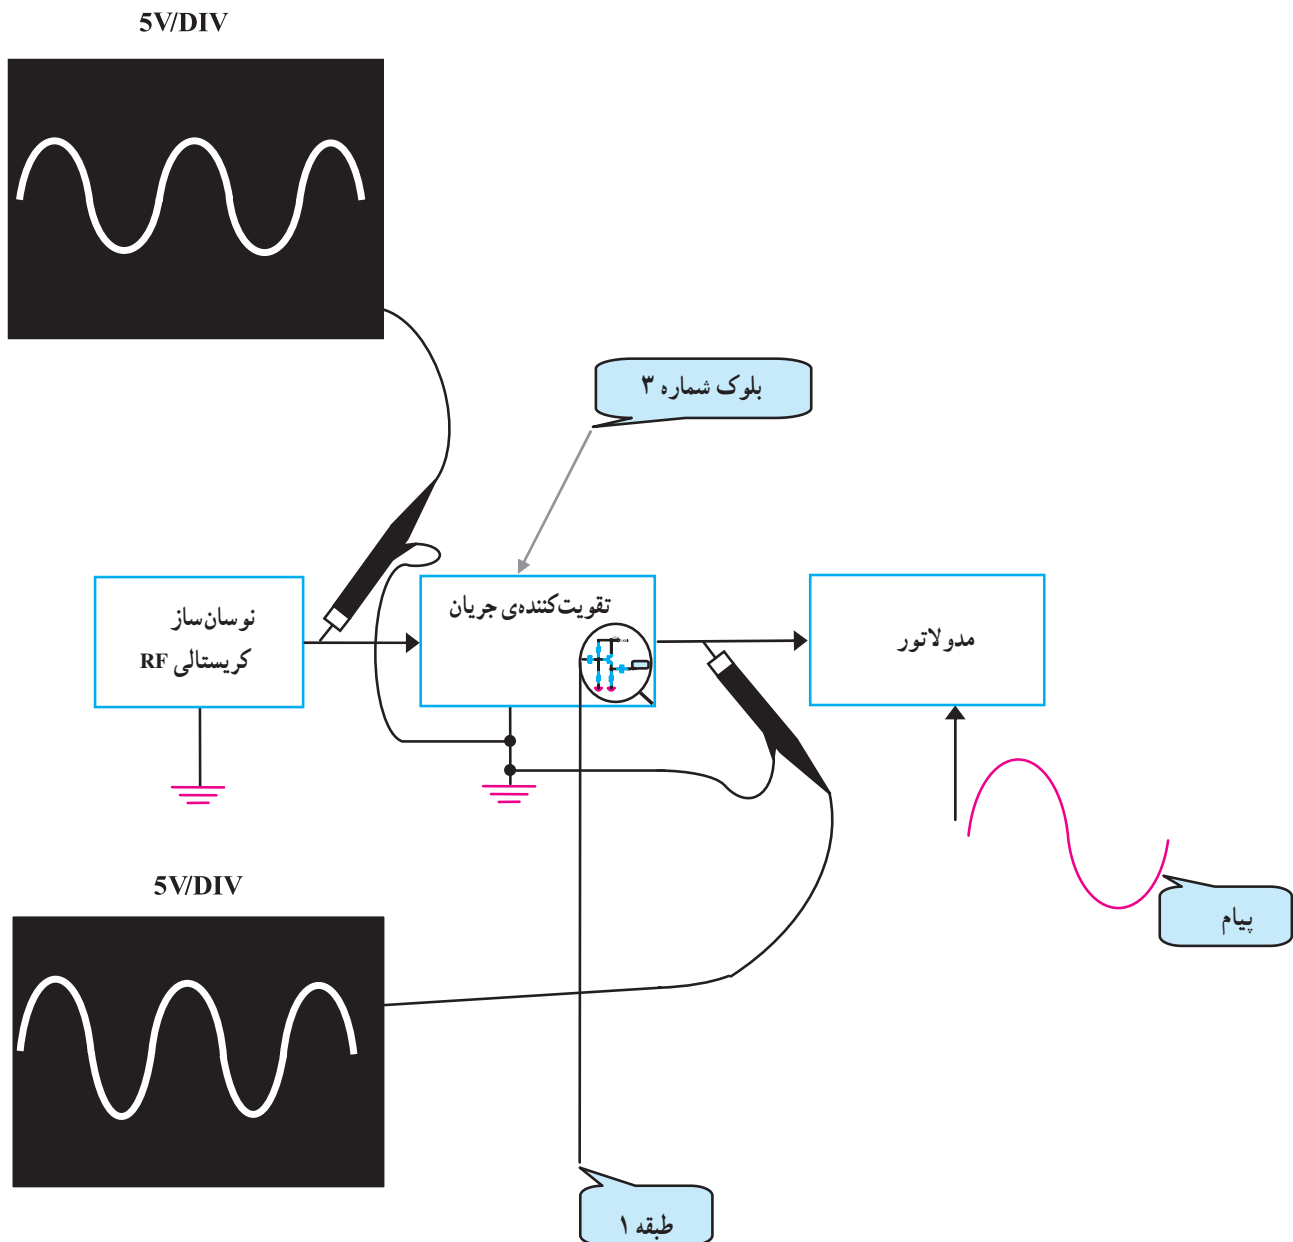 5V/DIV
بلوک شماره ۳
نوسان‌ساز
کریستالی RF
تقویت‌کننده‌ی جریان
مدولاتور
5V/DIV
پیام
طبقه ۱